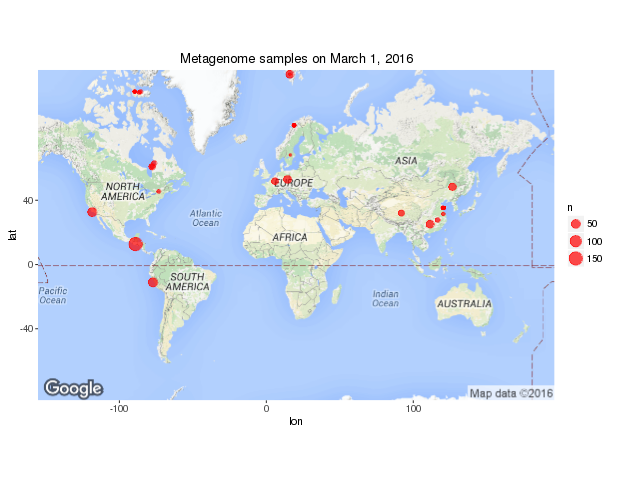 Metagenome samples on March 1, 2016
ASIA
EUROPE
NORTH
AMERICA
Atlantic
Ocean
AFRICA
SOUTH
AMERICA
Pacific
Ocean
Indian
Ocean
AUSTRALIA
Google
Map data ©2016
40
0
-40
lat
-100
0
100
lon
n
50
100
150